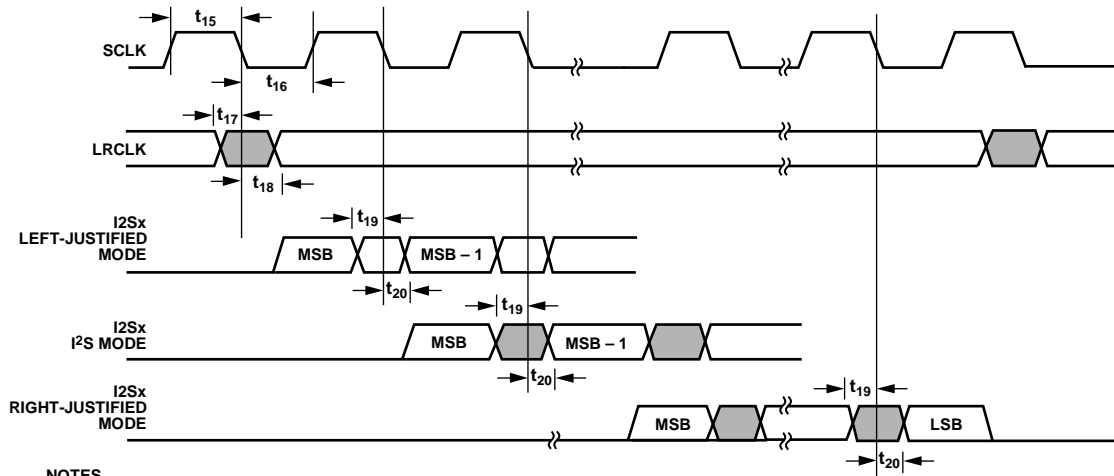 t15
SCLK
t16
t17
LRCLK
t18
I2Sx
LEFT-JUSTIFIED
MODE
t19
MSB
MSB – 1
t20
I2Sx
I2S MODE
t19
MSB
MSB–1
t20
I2Sx
RIGHT-JUSTIFIED
MODE
t19
MSB
LSB
t20
NOTES